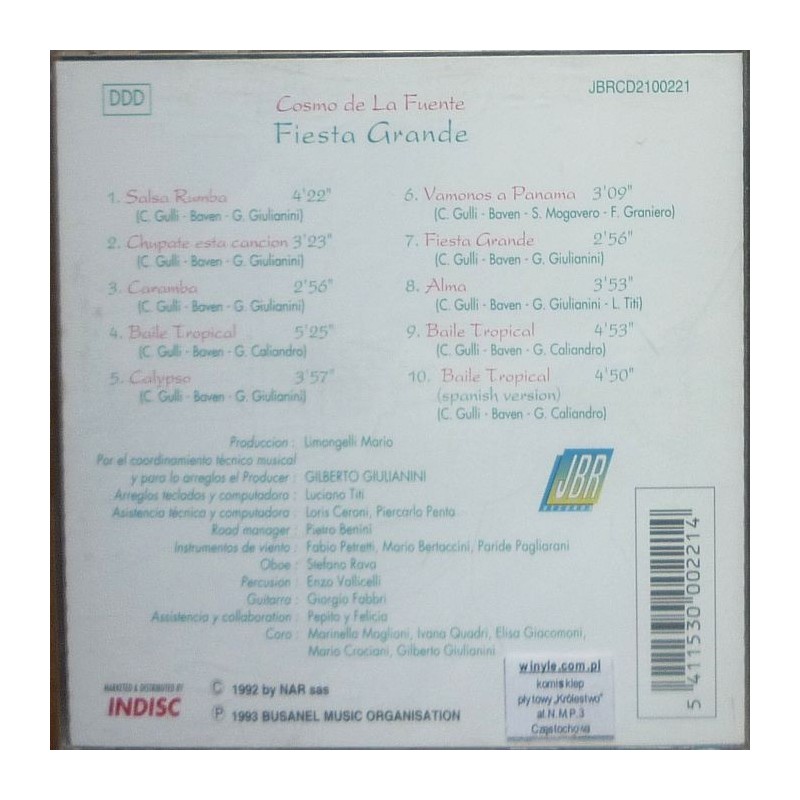 DDD
JBRCD2100221
Cosmo de La Fuente
Fiesta Grande
1. Salsa Rumba 4'22"
(C. Gulli - Baven - G. Giulianini)
2. Chupate esta cancion 3'23"
(C. Gulli - Baven - G. Giulianini)
3. Caramba 2'56"
(C. Gulli - Baven - G. Giulianini)
4. Baile Tropical 5'25"
(C. Gulli - Baven - G. Caliandro)
5. Calypso 3'57"
(C. Gulli - Baven - G. Giulianini)
6. Vamonos a Panama 3'09"
(C. Gulli - Baven - S. Mogavero - F. Graniero)
7. Fiesta Grande 2'56"
(C. Gulli - Baven - G. Giulianini)
8. Alma 3'53"
(C. Gulli - Baven - G. Giulianini - L. Titi)
9. Baile Tropical 4'53"
(C. Gulli - Baven - G. Caliandro)
10. Baile Tropical 4'50"
(spanish version)
(C. Gulli - Baven - G. Caliandro)
Produccion : Limongelli Mario
Por el coordinamiento técnico musical
y para lo arreglos el Producer : GILBERTO GIULIANINI
Arreglos teclados y computadora : Luciano Titi
Asistencia técnica y computadora : Loris Ceroni, Piercarlo Penta
Road manager : Pietro Benini
Instrumentos de viento : Fabio Petretti, Mario Bertaccini, Paride Pagliarani
Oboe : Stefano Rava
Percusion : Enzo Vallicelli
Guitarra : Giorgio Fabbri
Assistencia y collaboration : Pepito y Felicia
Coro : Marinella Maglioni, Ivana Quadri, Elisa Giacomoni,
Mario Crociani, Gilberto Giulianini
JBR
RECORDS
5 411530 002214
MARKETED & DISTRIBUTED BY
INDISC
© 1992 by NAR sas
℗ 1993 BUSANEL MUSIC ORGANISATION
winyle.com.pl
komis sklep
płytowy „Królestwo"
al.N.M.P.3
Częstochowa